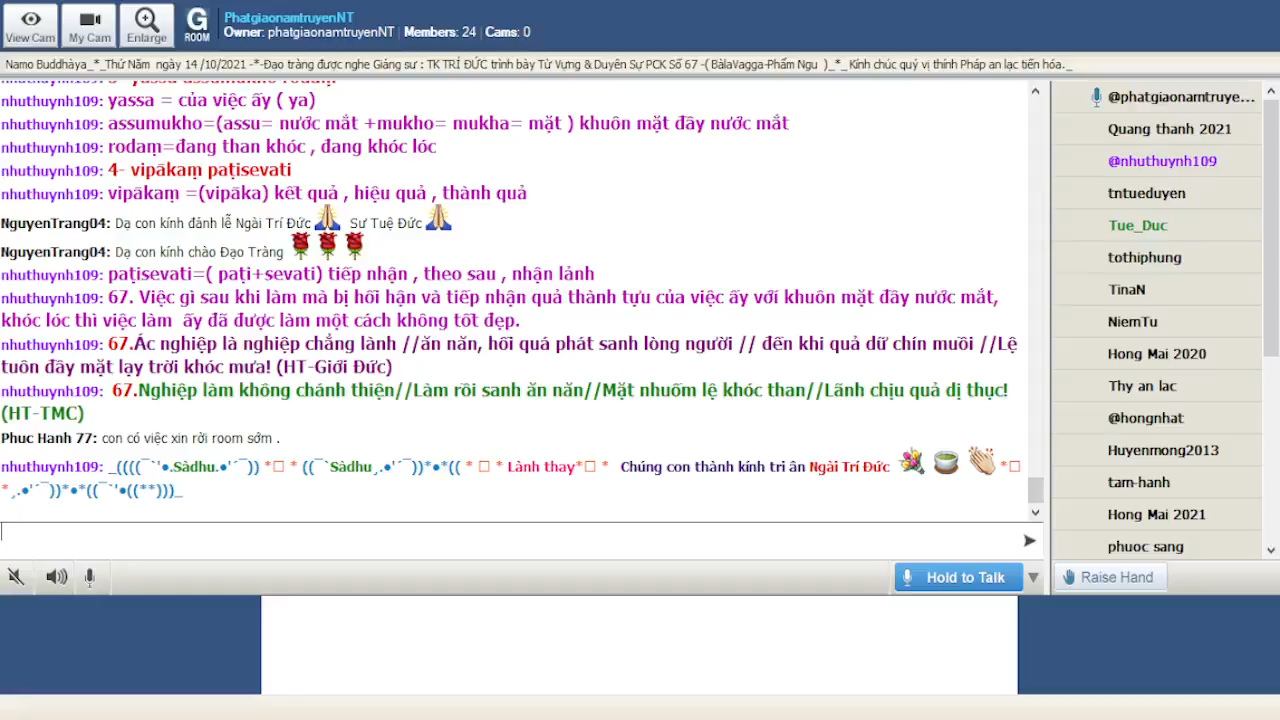 View Cam
My Cam
Enlarge
G
ROOM
PhatgiaonamtruyenNT
Owner: phatgiaonamtruyenNT | Members: 24 | Cams: 0
Namo Buddhàya_*_Thứ Năm ngày 14 /10/2021 -*-Đạo tràng được nghe Giảng sư : TK TRÍ ĐỨC trình bày Từ Vựng & Duyên Sự PCK Số 67 -( BàlaVagga-Phẩm Ngu )_*_ Kính chúc quý vị thính Pháp an lạc tiến hóa._
nhuthuynh109: yassa = của việc ấy ( ya)
nhuthuynh109: assumukho=(assu= nước mắt +mukho= mukha= mặt ) khuôn mặt đầy nước mắt
nhuthuynh109: rodaṃ=đang than khóc , đang khóc lóc
nhuthuynh109: 4- vipākaṃ paṭisevati
nhuthuynh109: vipākaṃ =(vipāka) kết quả , hiệu quả , thành quả
NguyenTrang04: Dạ con kính đảnh lễ Ngài Trí Đức 🙏 Sư Tuệ Đức 🙏
NguyenTrang04: Dạ con kính chào Đạo Tràng 🌹 🌹 🌹
nhuthuynh109: paṭisevati=( paṭi+sevati) tiếp nhận , theo sau , nhận lảnh
nhuthuynh109: 67. Việc gì sau khi làm mà bị hối hận và tiếp nhận quả thành tựu của việc ấy với khuôn mặt đầy nước mắt,
khóc lóc thì việc làm ấy đã được làm một cách không tốt đẹp.
nhuthuynh109: 67.Ác nghiệp là nghiệp chẳng lành //ăn năn, hối quá phát sanh lòng người // đến khi quả dữ chín muồi //Lệ
tuôn đầy mặt lạy trời khóc mưa! (HT-Giới Đức)
nhuthuynh109: 67.Nghiệp làm không chánh thiện//Làm rồi sanh ăn năn//Mặt nhuốm lệ khóc than//Lãnh chịu quả dị thục!
(HT-TMC)
Phuc Hanh 77: con có việc xin rời room sớm .
nhuthuynh109: _((((¯`'•.Sàdhu.•'´¯)) *□ * ((¯`Sàdhu¸.•'´¯))*•*(( * □ * Lành thay*□ * Chúng con thành kính tri ân Ngài Trí Đức 💐 🍵 👏 *□
*¸.•'´¯))*•*((¯`'•((**)))_
Hold to Talk
@phatgiaonamtruye...
Quang thanh 2021
@nhuthuynh109
tntueduyen
Tue_Duc
tothiphung
TinaN
NiemTu
Hong Mai 2020
Thy an lac
@hongnhat
Huyenmong2013
tam-hanh
Hong Mai 2021
phuoc sang
Raise Hand